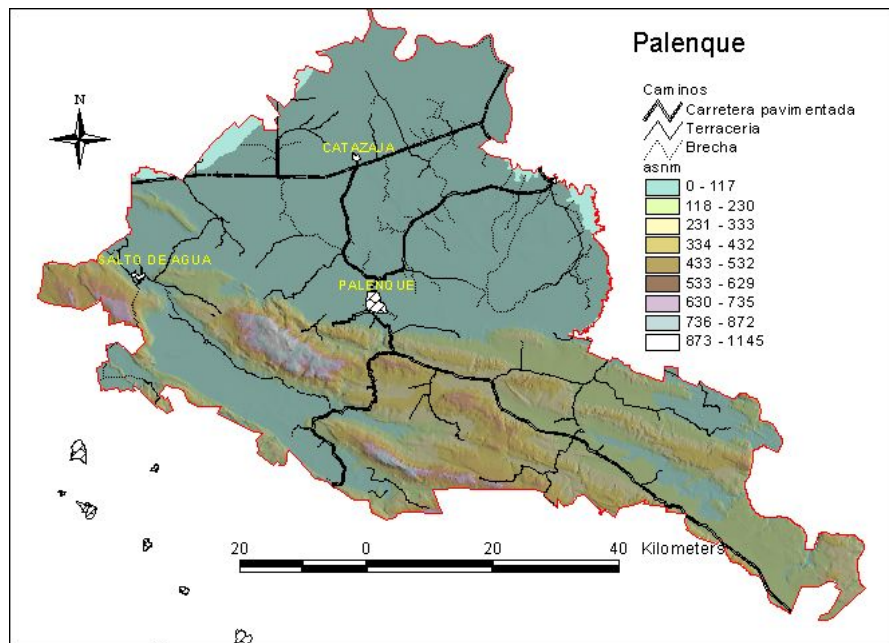 Palenque
N
Caminos
Carretera pavimentada
Terraceria
Brecha
asnm
0 - 117
118 - 230
231 - 333
334 - 432
433 - 532
533 - 629
630 - 735
736 - 872
873 - 1145
CATAZAJA
SALTO DE AGUA
PALENQUE
20 0 20 40 Kilometers